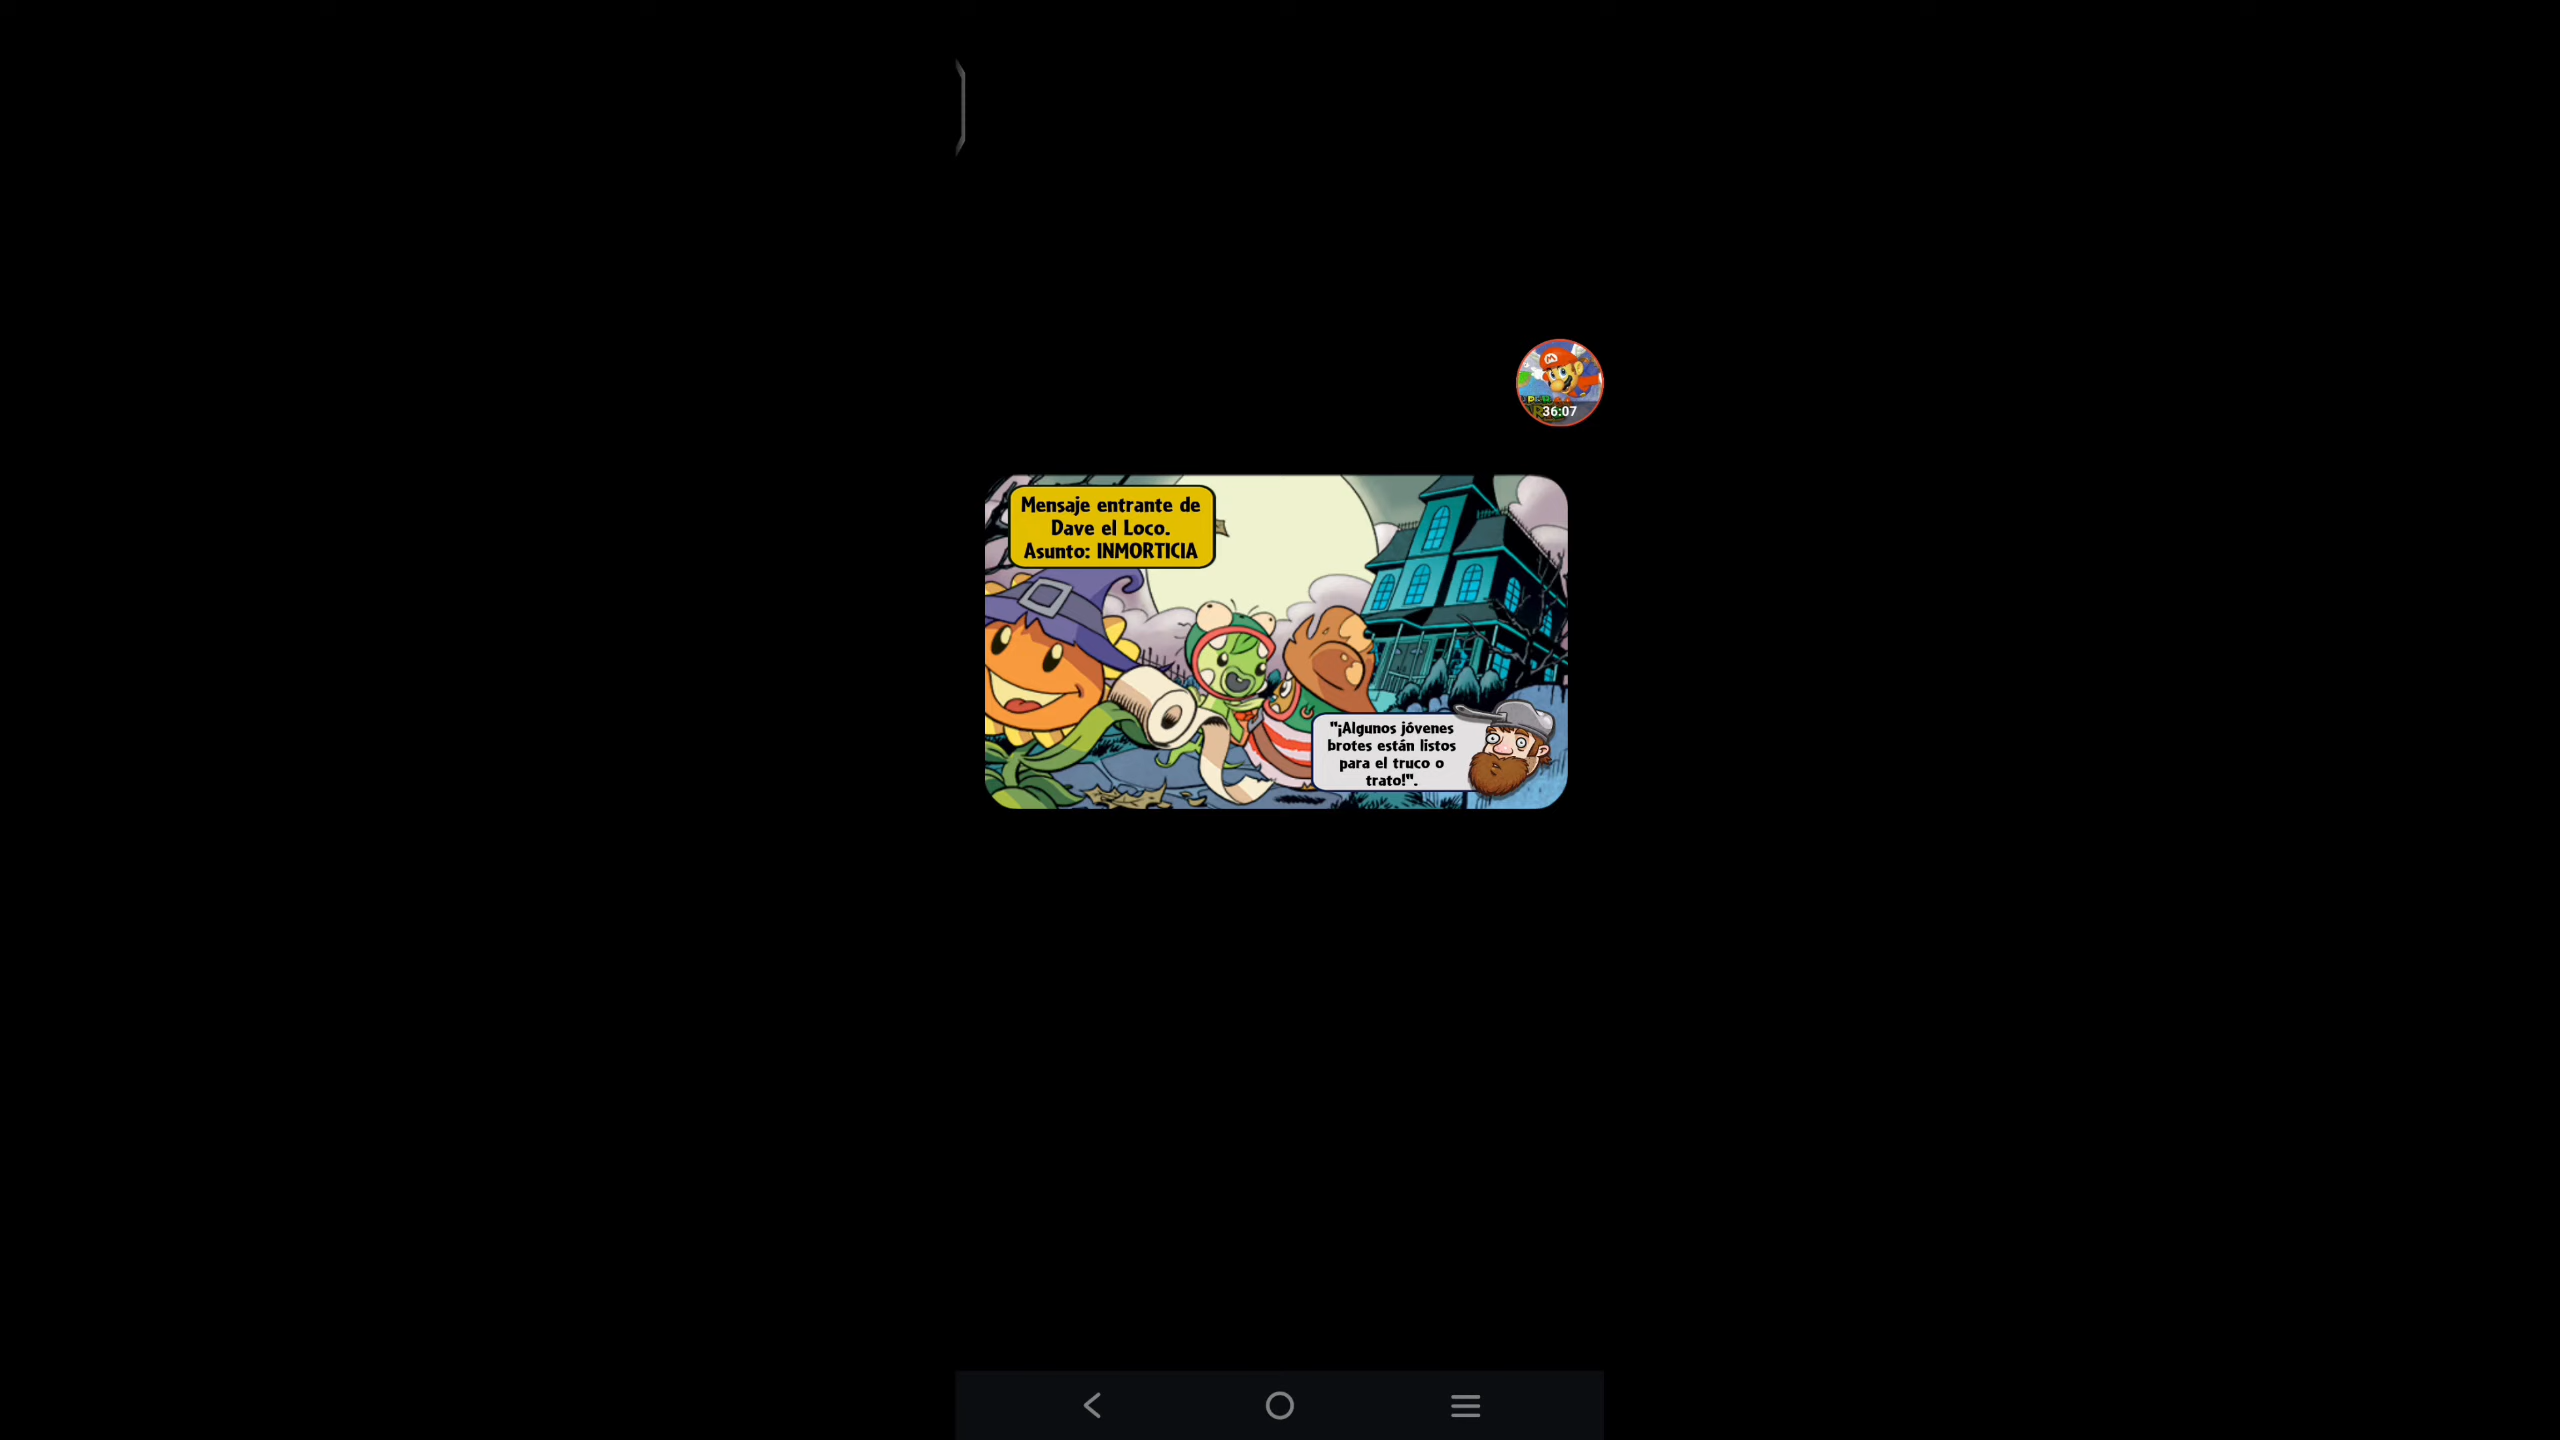 36:07
Mensaje entrante de
Dave el Loco.
Asunto: INMORTICIA
"¡Algunos jóvenes
brotes están listos
para el truco o
trato!".